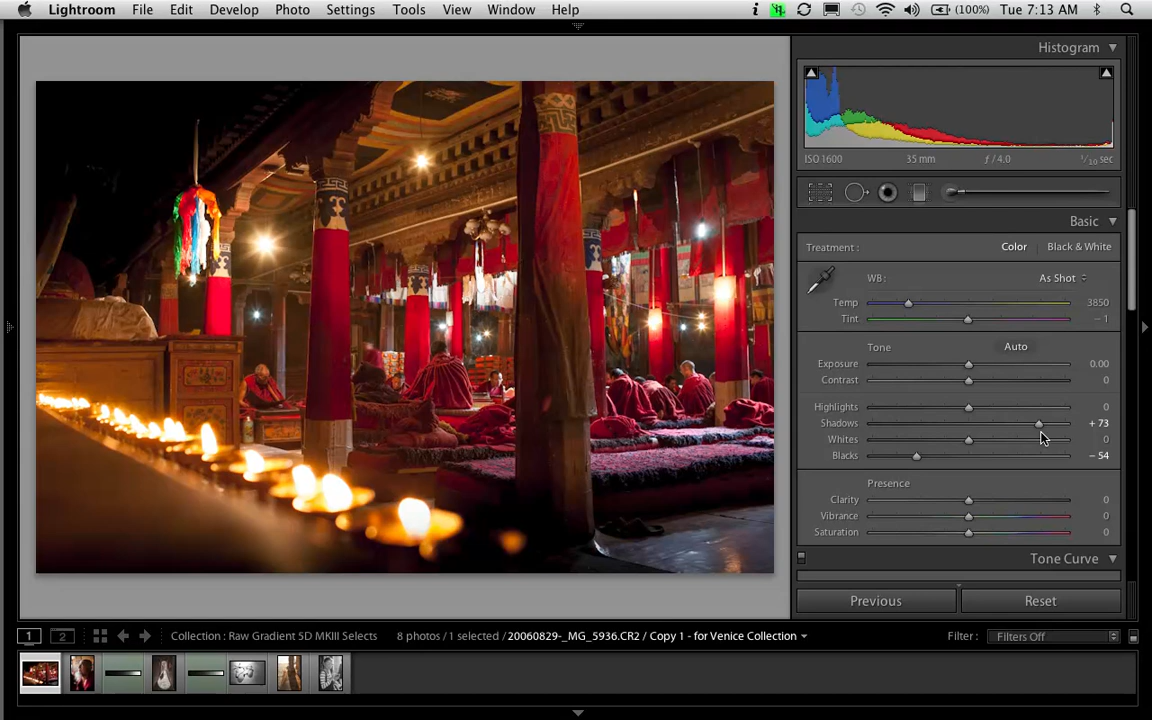 Lightroom File Edit Develop Photo Settings Tools View Window Help (100%) Tue 7:13 AM
Histogram
ISO 1600 35 mm ƒ / 4.0 1/10 sec
Basic
Treatment : Color Black & White
WB : As Shot
Temp 3850
Tint − 1
Tone Auto
Exposure 0.00
Contrast 0
Highlights 0
Shadows + 73
Whites 0
Blacks − 54
Presence
Clarity 0
Vibrance 0
Saturation 0
Tone Curve
Previous Reset
1 2 Collection : Raw Gradient 5D MKIII Selects 8 photos / 1 selected / 20060829-_MG_5936.CR2 / Copy 1 - for Venice Collection Filter : Filters Off